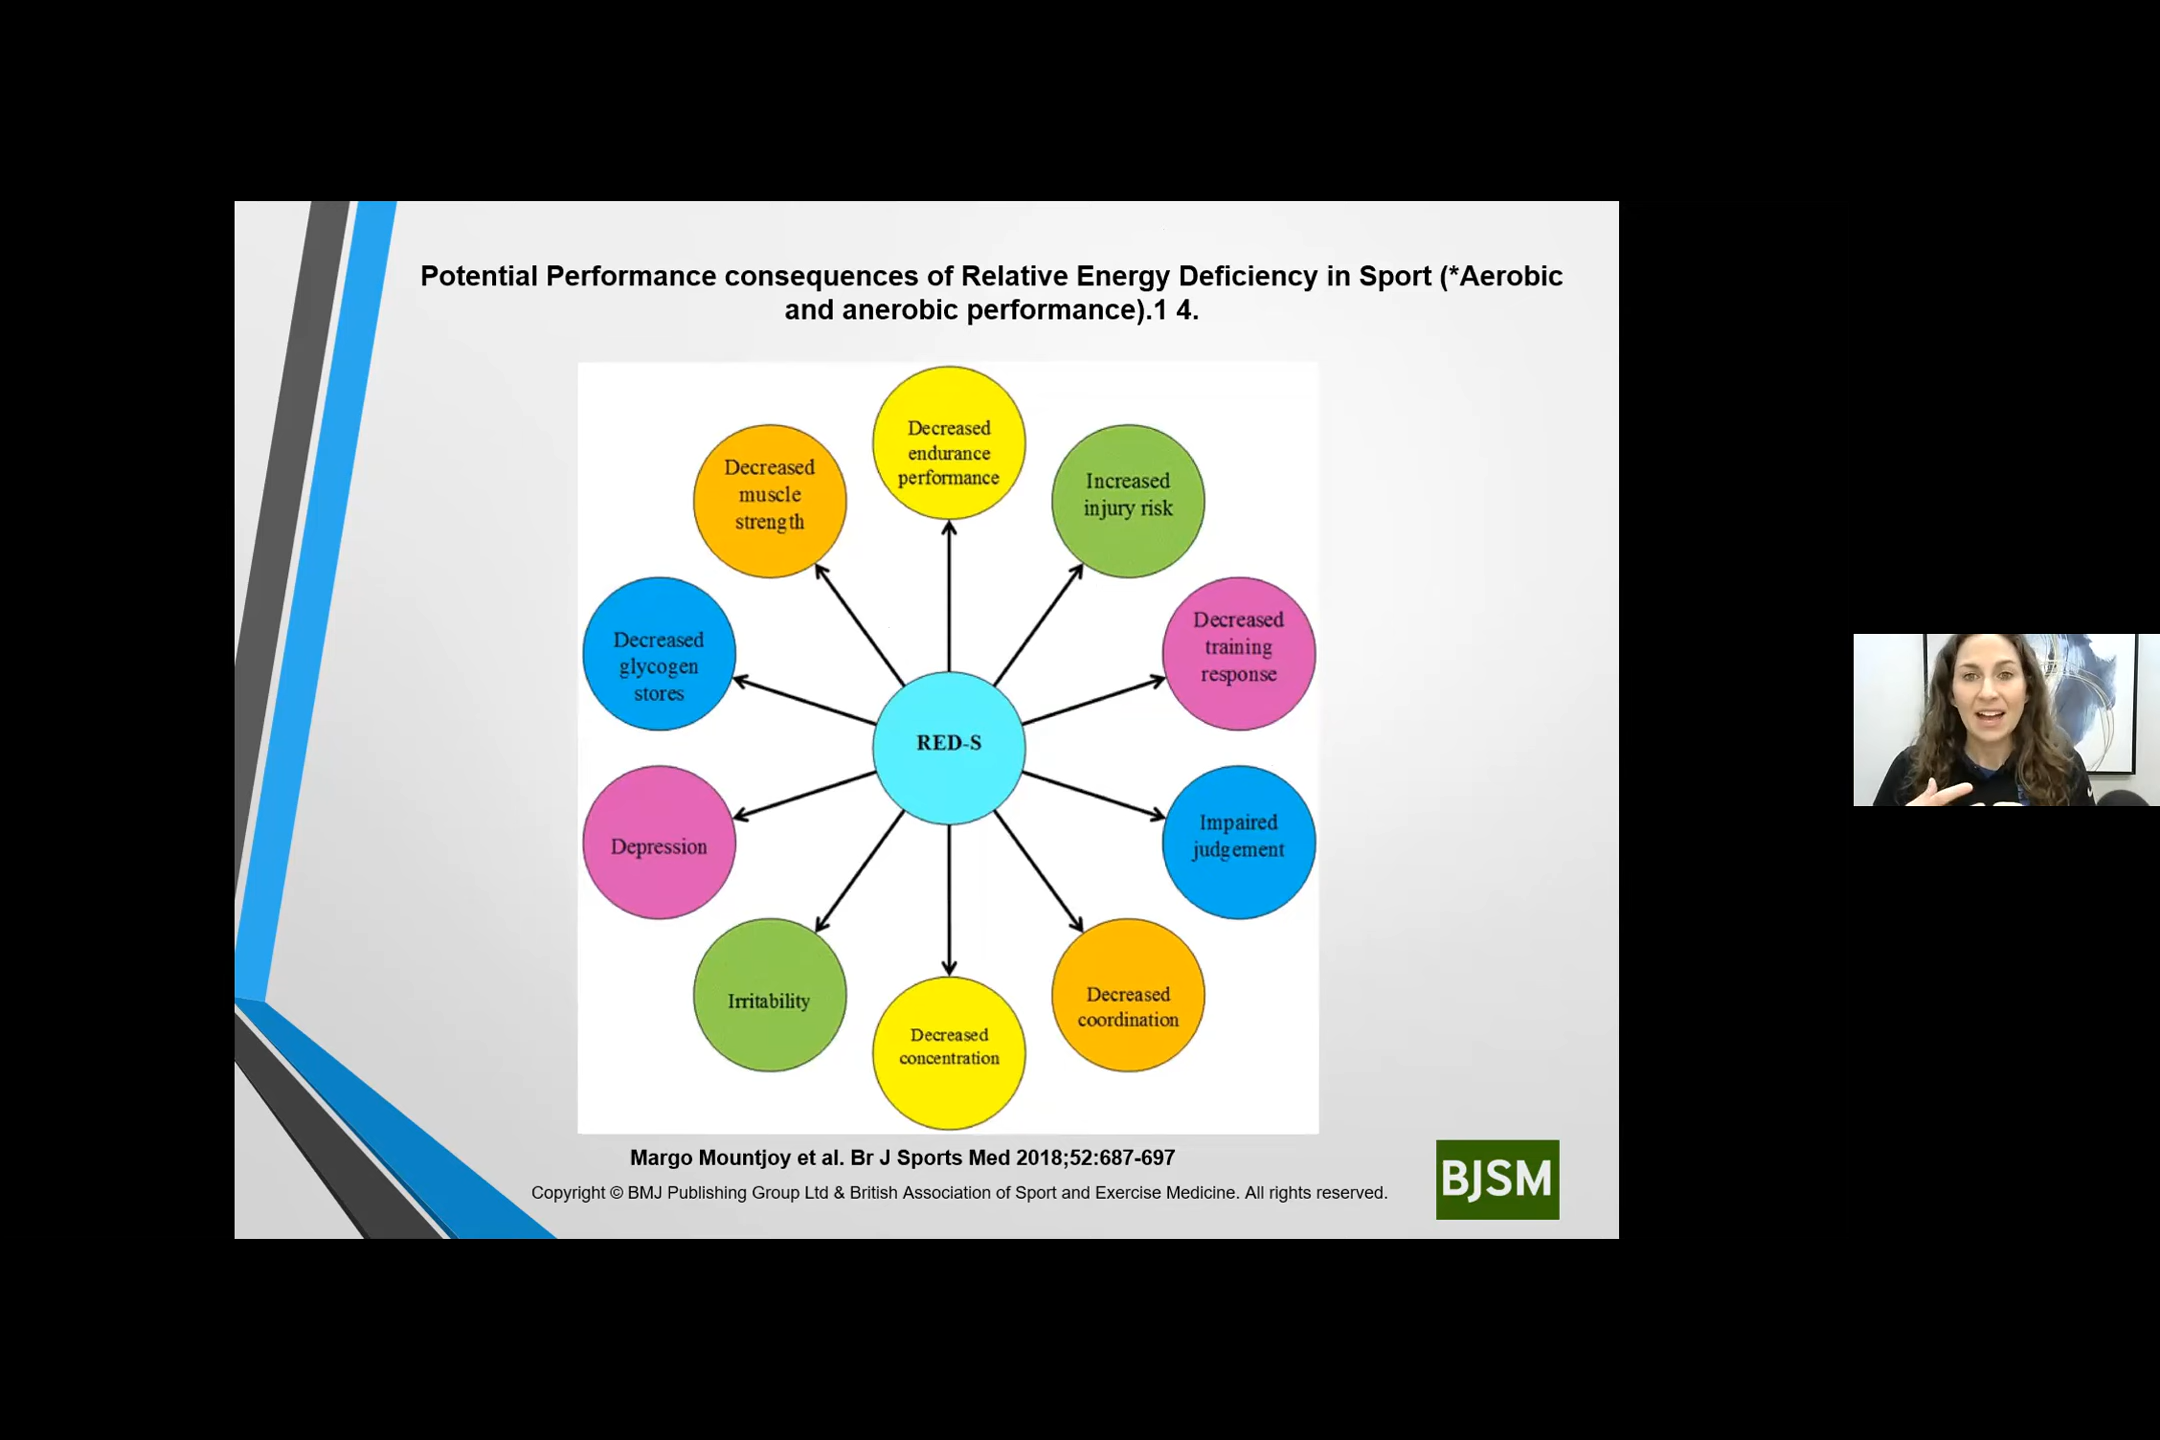 Potential Performance consequences of Relative Energy Deficiency in Sport (*Aerobic
and anerobic performance).1 4.
Decreased
endurance
performance
Decreased
muscle
strength
Increased
injury risk
Decreased
glycogen
stores
Decreased
training
response
RED-S
Depression
Impaired
judgement
Irritability
Decreased
concentration
Decreased
coordination
Margo Mountjoy et al. Br J Sports Med 2018;52:687-697
Copyright © BMJ Publishing Group Ltd & British Association of Sport and Exercise Medicine. All rights reserved.
BJSM